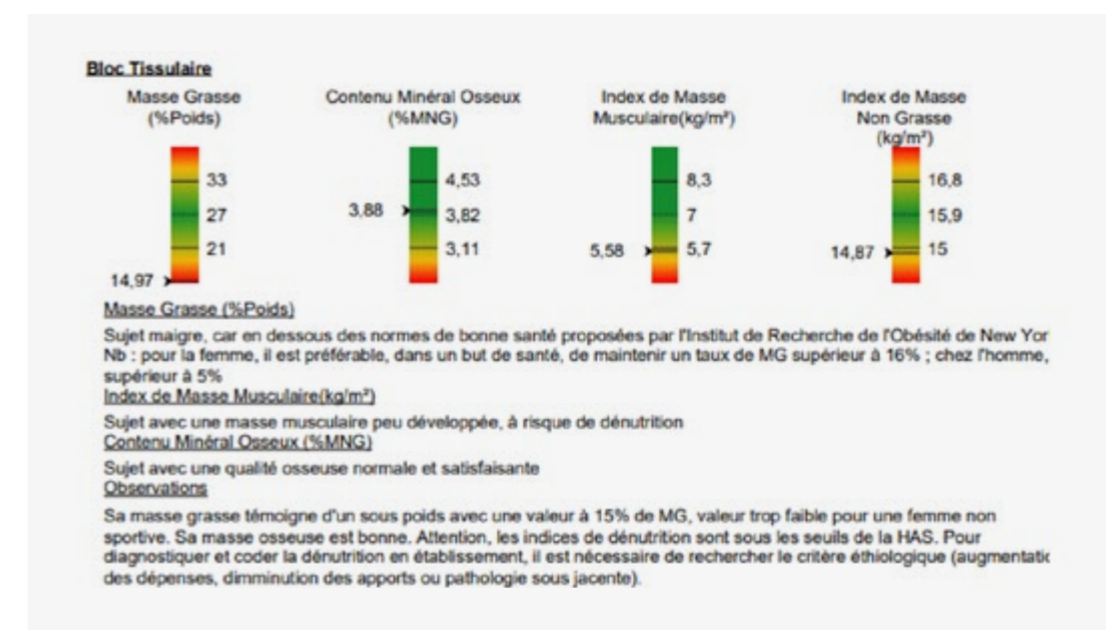 Bloc Tissulaire
Masse Grasse
(%Poids)
33
27
21
14,97
Contenu Minéral Osseux
(%MNG)
4,53
3,88
3,82
3,11
Index de Masse
Musculaire(kg/m²)
8,3
7
5,58
5,7
Index de Masse
Non Grasse
(kg/m²)
16,8
15,9
14,87
15
Masse Grasse (%Poids)
Sujet maigre, car en dessous des normes de bonne santé proposées par l'Institut de Recherche de l'Obésité de New Yor
Nb : pour la femme, il est préférable, dans un but de santé, de maintenir un taux de MG supérieur à 16% ; chez l'homme,
supérieur à 5%
Index de Masse Musculaire(kg/m²)
Sujet avec une masse musculaire peu développée, à risque de dénutrition
Contenu Minéral Osseux (%MNG)
Sujet avec une qualité osseuse normale et satisfaisante
Observations
Sa masse grasse témoigne d'un sous poids avec une valeur à 15% de MG, valeur trop faible pour une femme non
sportive. Sa masse osseuse est bonne. Attention, les indices de dénutrition sont sous les seuils de la HAS. Pour
diagnostiquer et coder la dénutrition en établissement, il est nécessaire de rechercher le critère éthiologique (augmentatic
des dépenses, dimminution des apports ou pathologie sous jacente).